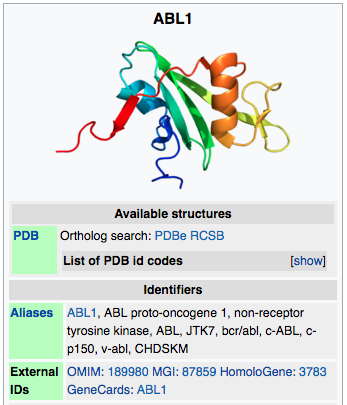 ABL1
Available structures
PDB Ortholog search: PDBe RCSB
List of PDB id codes [show]
Identifiers
Aliases ABL1, ABL proto-oncogene 1, non-receptor
tyrosine kinase, ABL, JTK7, bcr/abl, c-ABL, c-
p150, v-abl, CHDSKM
External OMIM: 189980 MGI: 87859 HomoloGene: 3783
IDs GeneCards: ABL1